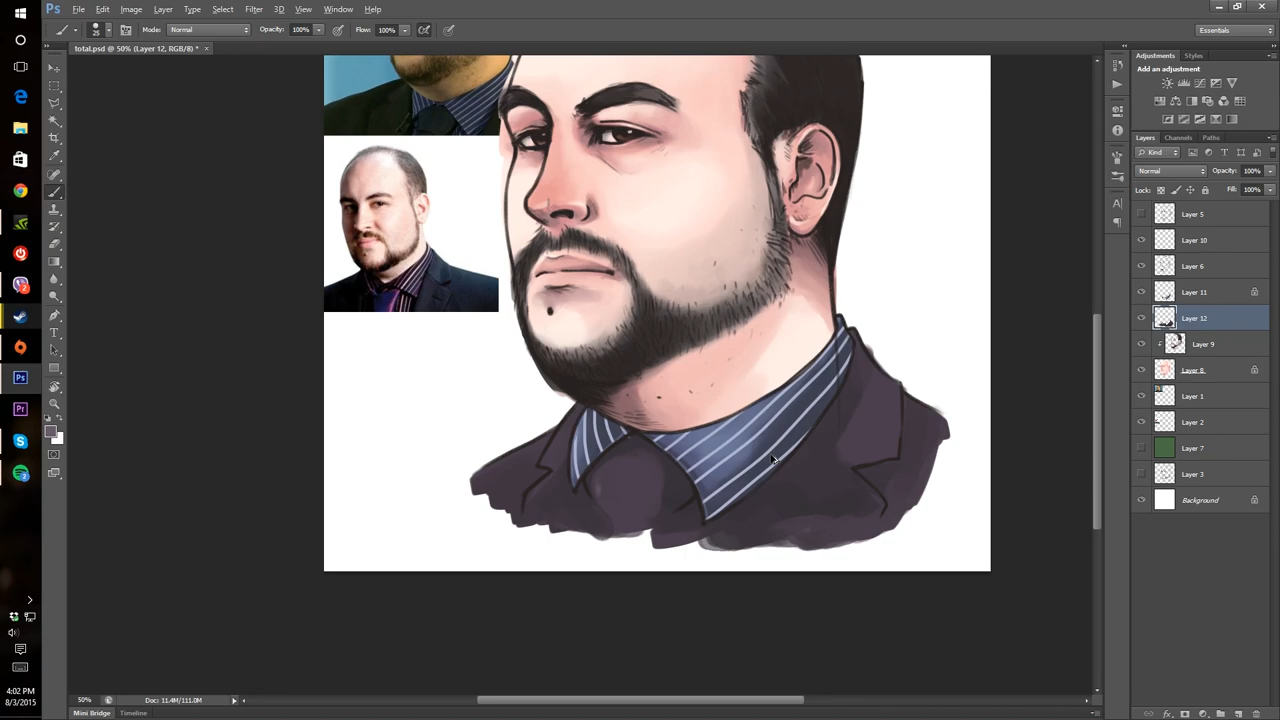 Ps File Edit Image Layer Type Select Filter 3D View Window Help
25 Mode: Normal Opacity: 100% Flow: 100% Essentials
total.psd @ 50% (Layer 12, RGB/8) * ×
Adjustments Styles
Add an adjustment
Layers Channels Paths
Kind
Normal Opacity: 100%
Lock: Fill: 100%
Layer 5
Layer 10
Layer 6
Layer 11
Layer 12
Layer 9
Layer 8
Layer 1
Layer 2
Layer 7
Layer 3
Background
4:02 PM
8/3/2015
50% Doc: 11.4M/111.0M
Mini Bridge Timeline